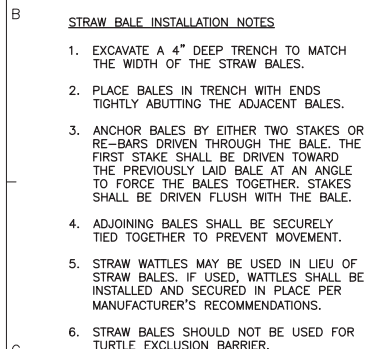 B
STRAW BALE INSTALLATION NOTES
1. EXCAVATE A 4" DEEP TRENCH TO MATCH
THE WIDTH OF THE STRAW BALES.
2. PLACE BALES IN TRENCH WITH ENDS
TIGHTLY ABUTTING THE ADJACENT BALES.
3. ANCHOR BALES BY EITHER TWO STAKES OR
RE-BARS DRIVEN THROUGH THE BALE. THE
FIRST STAKE SHALL BE DRIVEN TOWARD
THE PREVIOUSLY LAID BALE AT AN ANGLE
TO FORCE THE BALES TOGETHER. STAKES
SHALL BE DRIVEN FLUSH WITH THE BALE.
4. ADJOINING BALES SHALL BE SECURELY
TIED TOGETHER TO PREVENT MOVEMENT.
5. STRAW WATTLES MAY BE USED IN LIEU OF
STRAW BALES. IF USED, WATTLES SHALL BE
INSTALLED AND SECURED IN PLACE PER
MANUFACTURER'S RECOMMENDATIONS.
6. STRAW BALES SHOULD NOT BE USED FOR
TURTLE EXCLUSION BARRIER.